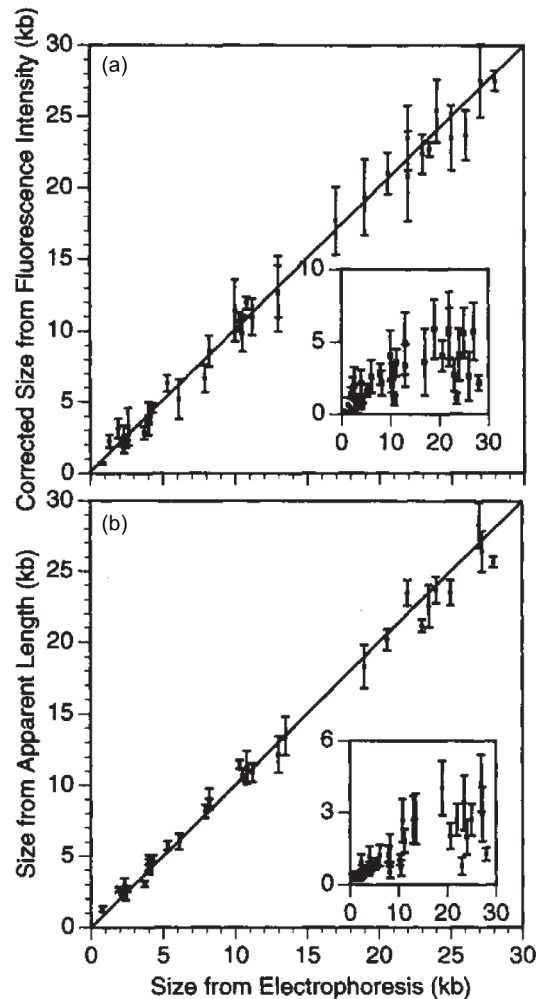 Corrected Size from Fluorescence Intensity (kb)
30
25
20
15
10
5
0
(a)
10
5
0
0 10 20 30
Size from Apparent Length (kb)
30
25
20
15
10
5
0
(b)
6
3
0
0 10 20 30
0 5 10 15 20 25 30
Size from Electrophoresis (kb)